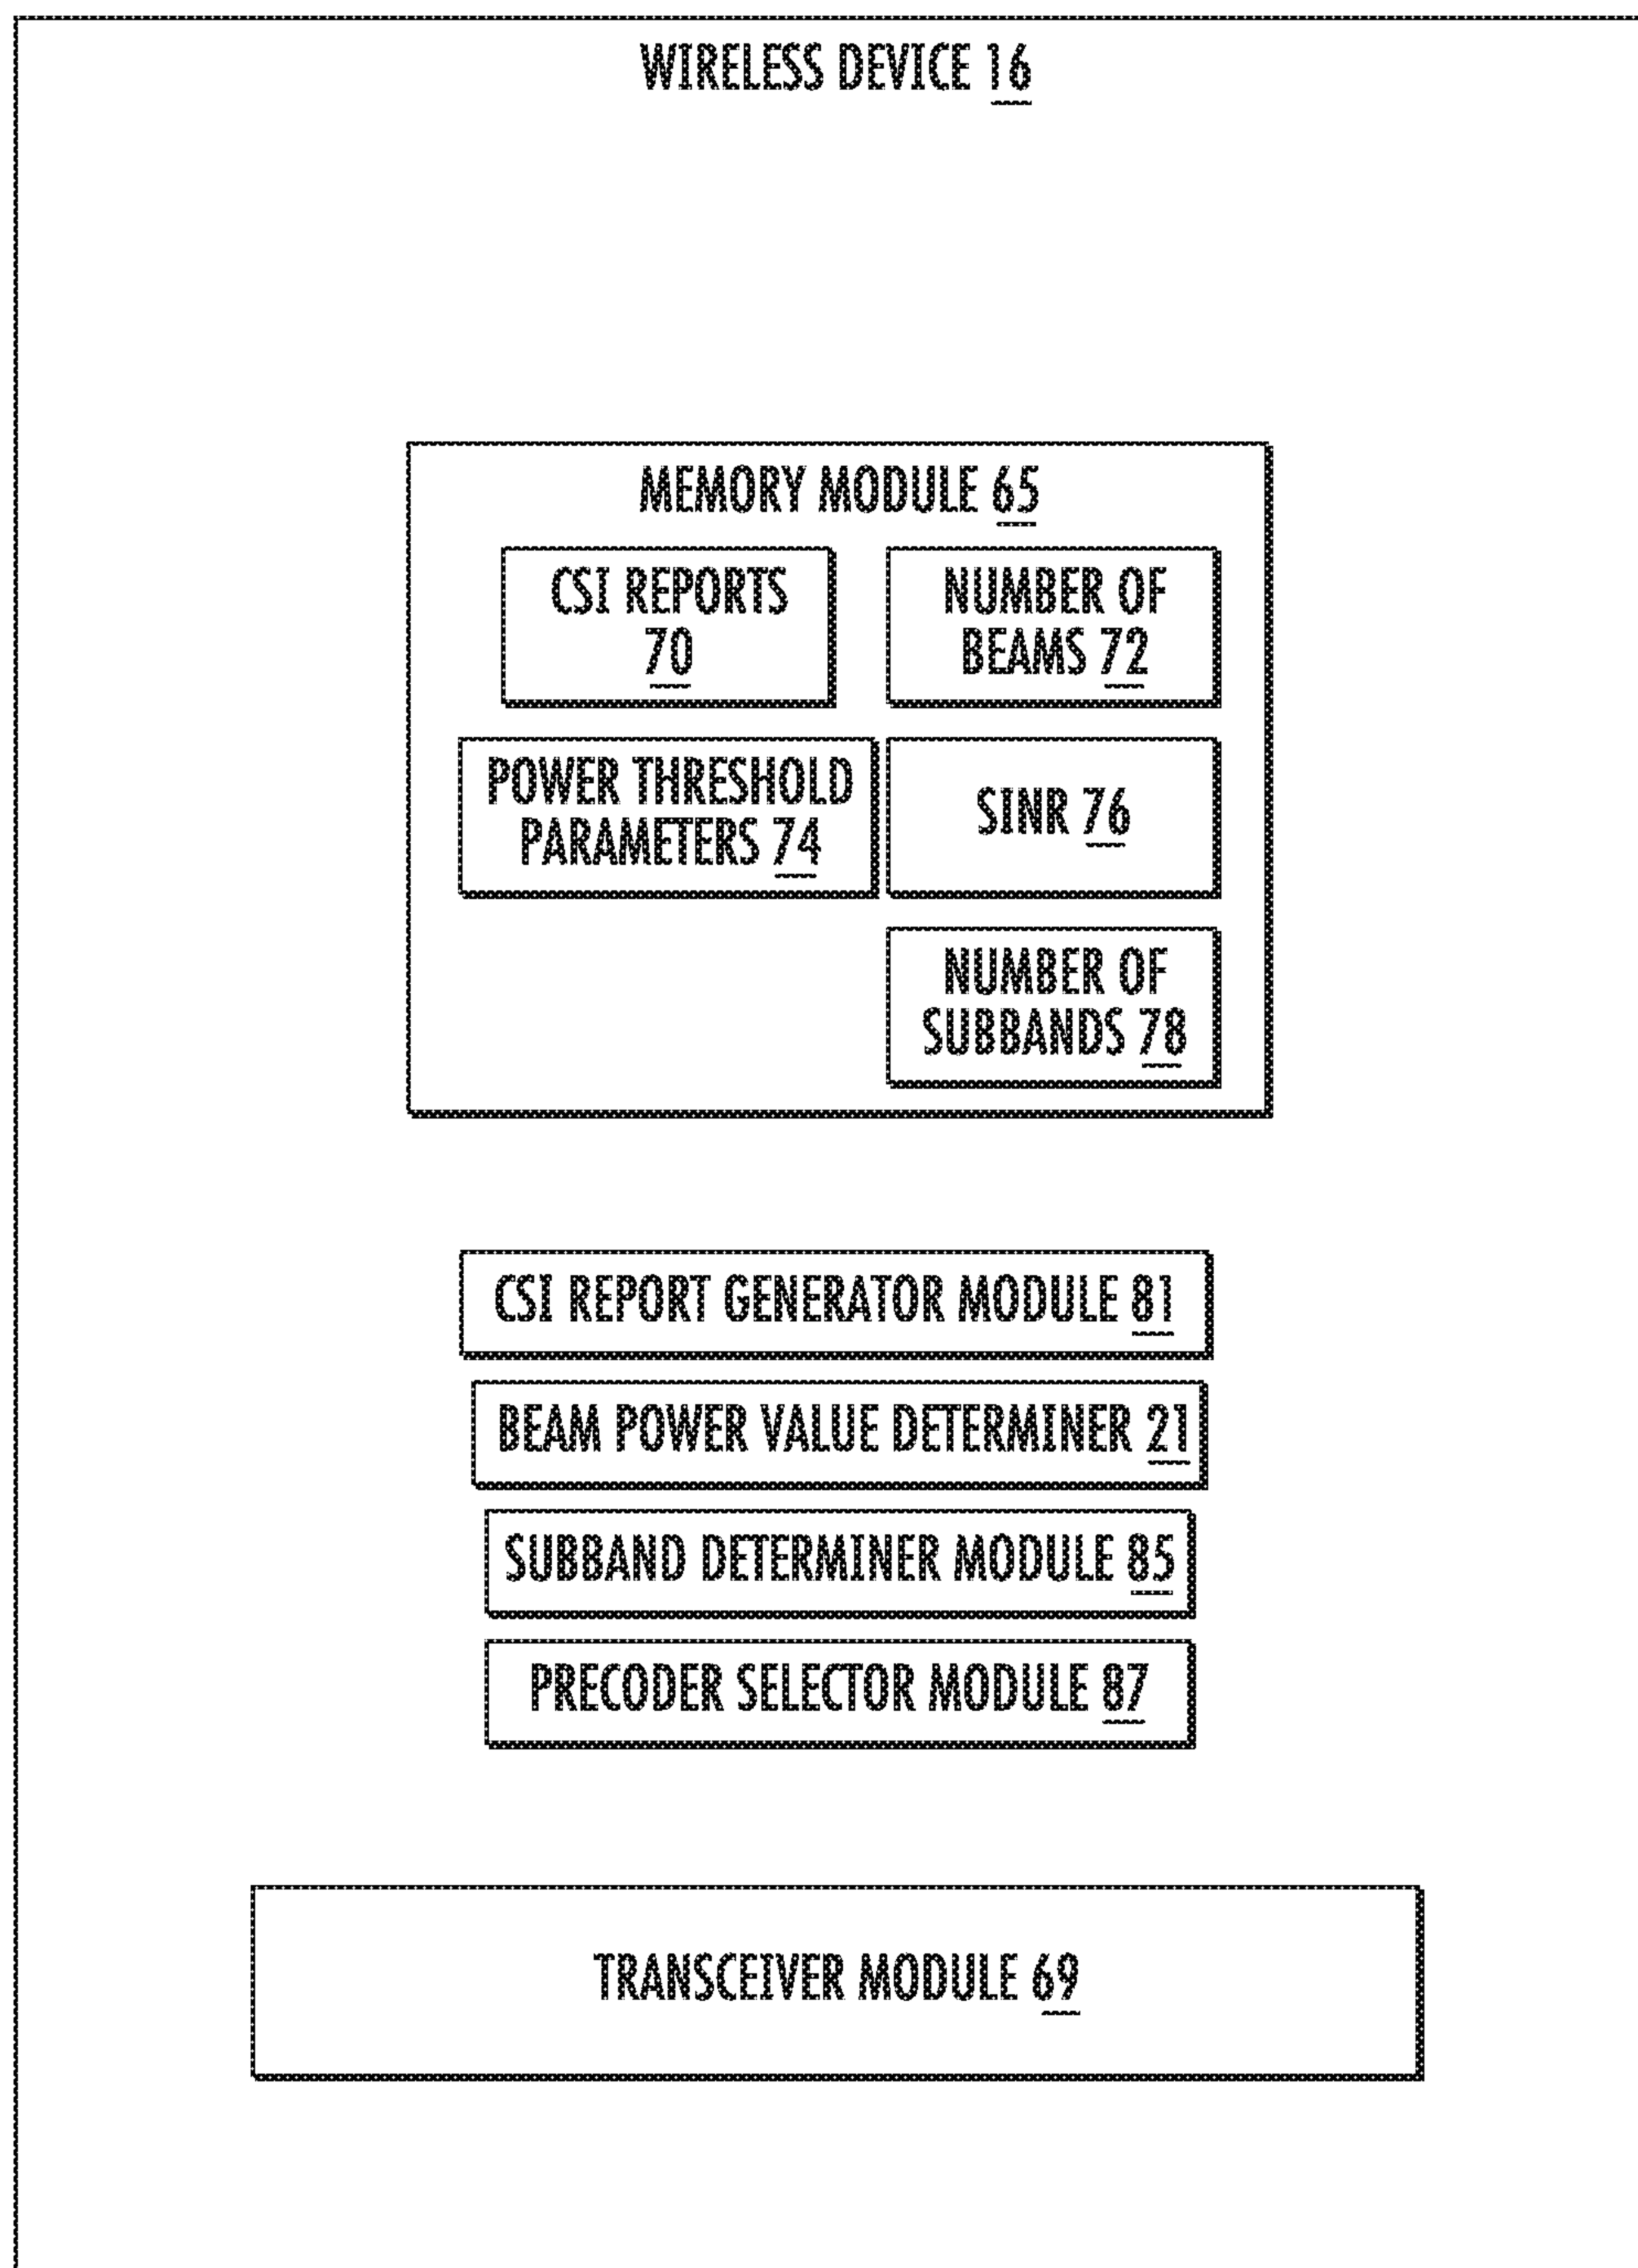 WIRELESS DEVICE 16
MEMORY MODULE 65
CSI REPORTS
70
NUMBER OF
BEAMS 72
POWER THRESHOLD
PARAMETERS 74
SINR 76
NUMBER OF
SUBBANDS 78
CSI REPORT GENERATOR MODULE 81
BEAM POWER VALUE DETERMINER 21
SUBBAND DETERMINER MODULE 85
PRECODER SELECTOR MODULE 87
TRANSCEIVER MODULE 69